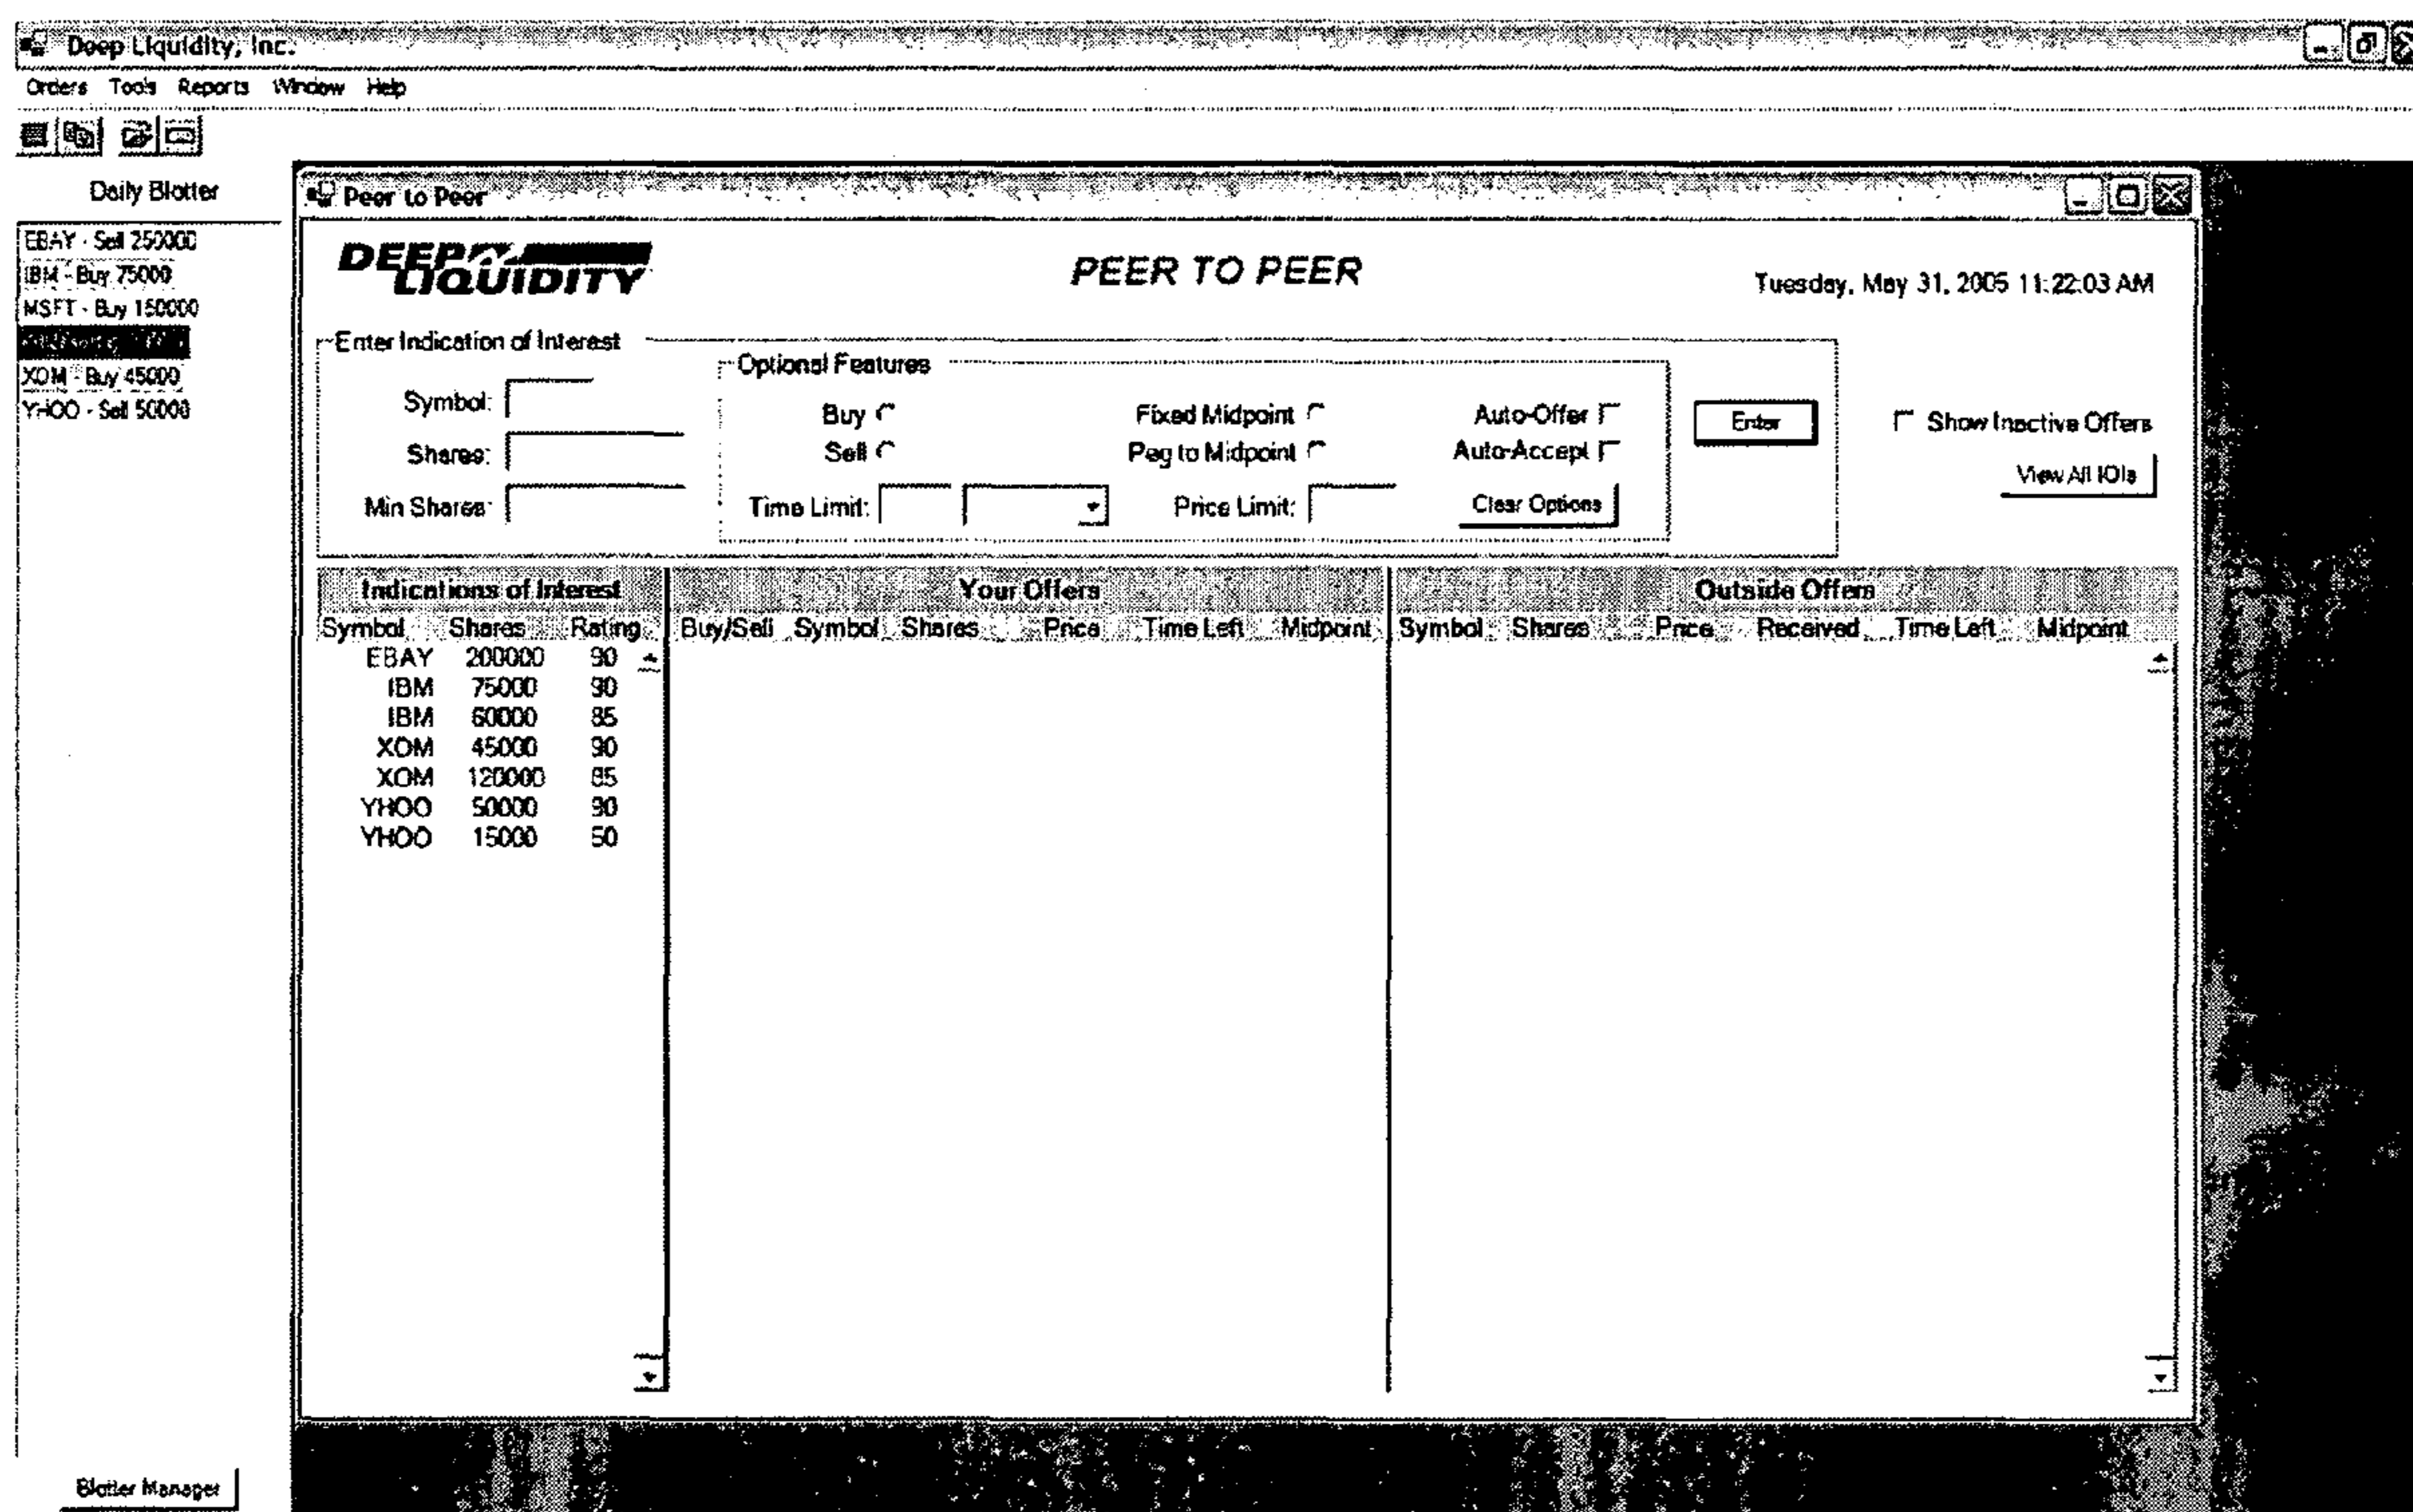 Deep Liquidity, Inc.
Orders Tools Reports Window Help
Daily Blotter
EBAY - Sell 250000
IBM - Buy 75000
MSFT - Buy 150000
XOM - Buy 45000
YHOO - Sell 50000
Blotter Manager
Peer to Peer
DEEP LIQUIDITY
PEER TO PEER
Tuesday, May 31, 2005 11:22:03 AM
Enter Indication of Interest
Symbol:
Shares:
Min Shares:
Optional Features
Buy Fixed Midpoint Auto-Offer
Sell Peg to Midpoint Auto-Accept
Time Limit: Price Limit: Clear Options
Enter
Show Inactive Offers
View All IOIs
Indications of Interest Your Offers Outside Offers
Symbol Shares Rating Buy/Sell Symbol Shares Price Time Left Midpoint Symbol Shares Price Received Time Left Midpoint
EBAY 200000 90
IBM 75000 90
IBM 60000 85
XOM 45000 90
XOM 120000 85
YHOO 50000 90
YHOO 15000 50